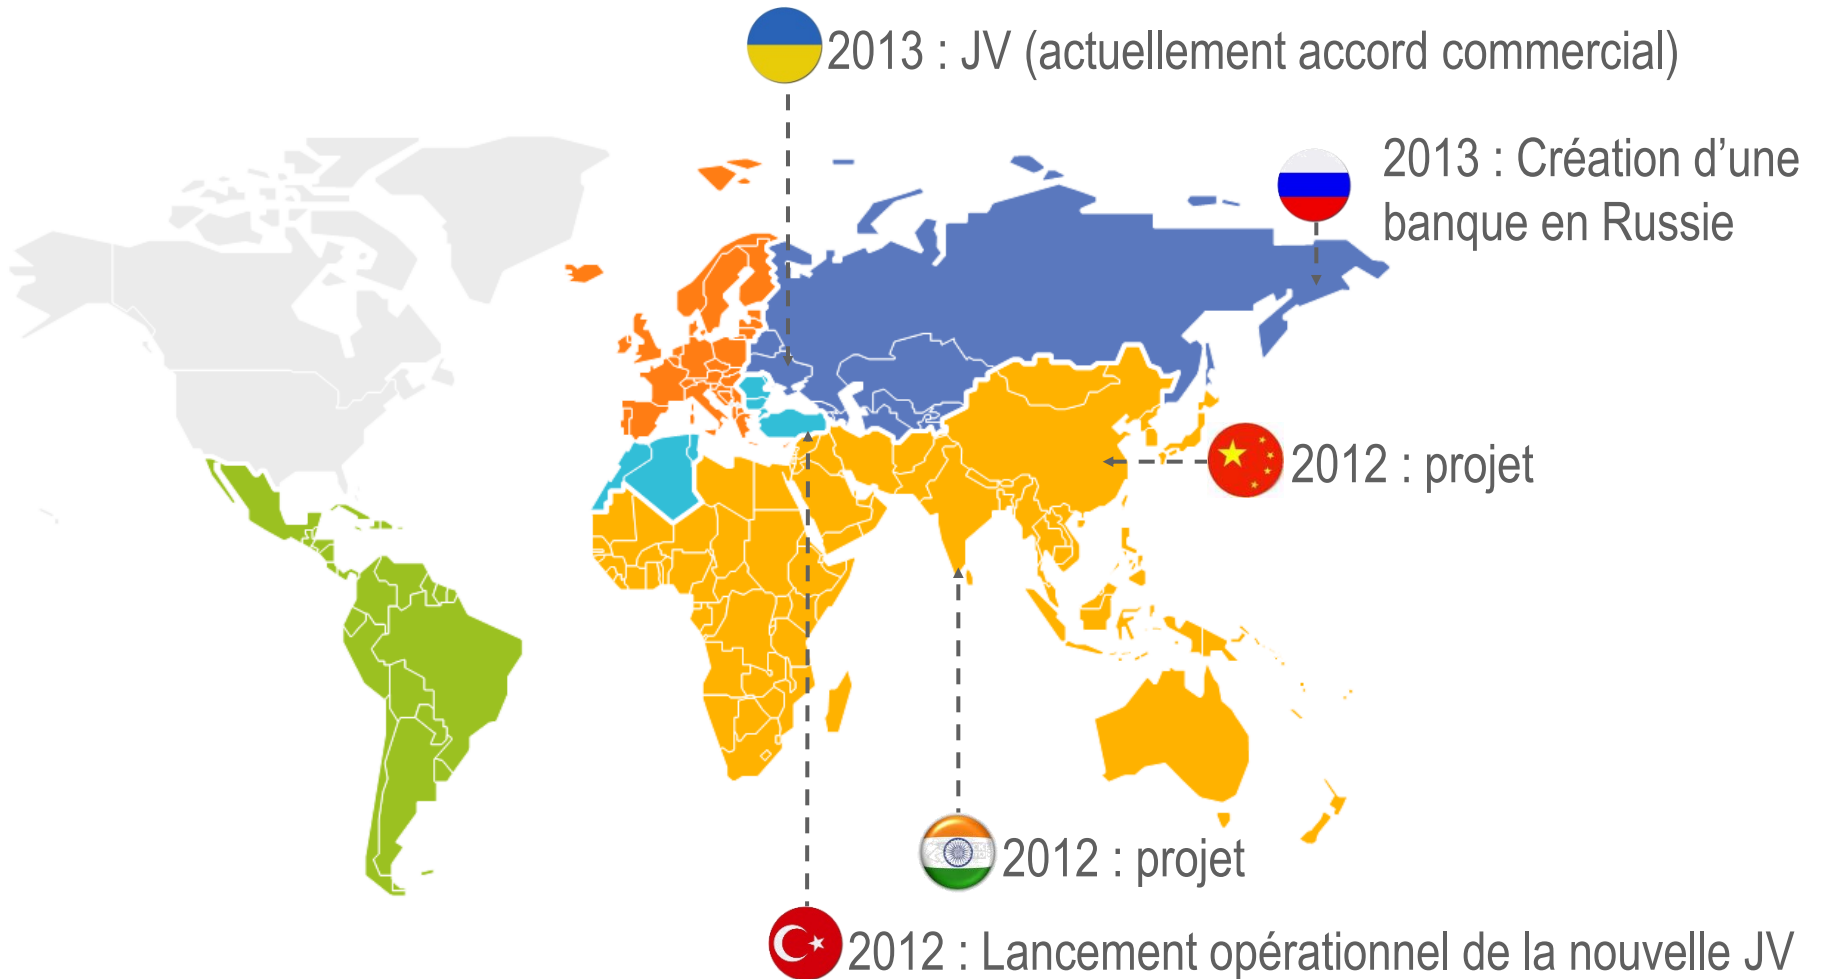 2013 : JV (actuellement accord commercial)
2013 : Création d’une
banque en Russie
2012 : projet
2012 : projet
2012 : Lancement opérationnel de la nouvelle JV